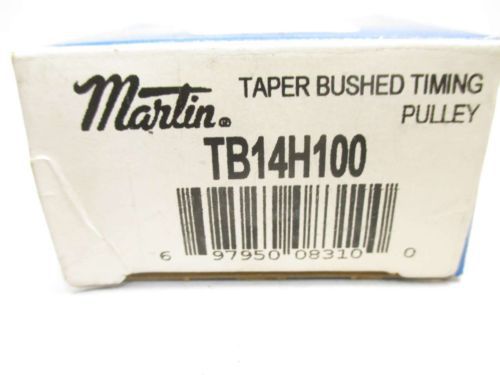 Martin®
TAPER BUSHED TIMING
PULLEY
TB14H100
6 97950 08310 0